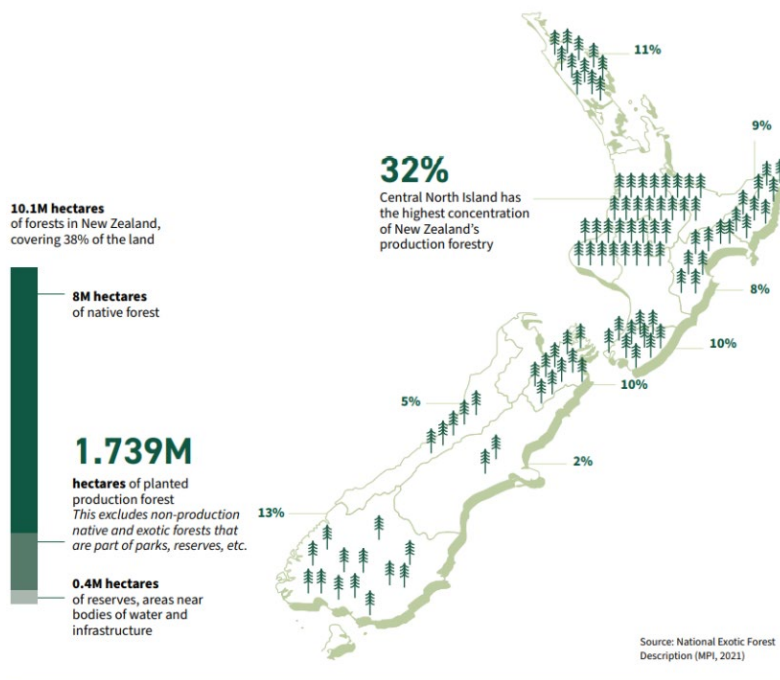 11%
9%
32%
Central North Island has
the highest concentration
of New Zealand's
production forestry
10.1M hectares
of forests in New Zealand,
covering 38% of the land
8M hectares
of native forest
8%
10%
10%
5%
1.739M
hectares of planted
production forest
This excludes non-production
native and exotic forests that
are part of parks, reserves, etc.
2%
13%
0.4M hectares
of reserves, areas near
bodies of water and
infrastructure
Source: National Exotic Forest
Description (MPI, 2021)